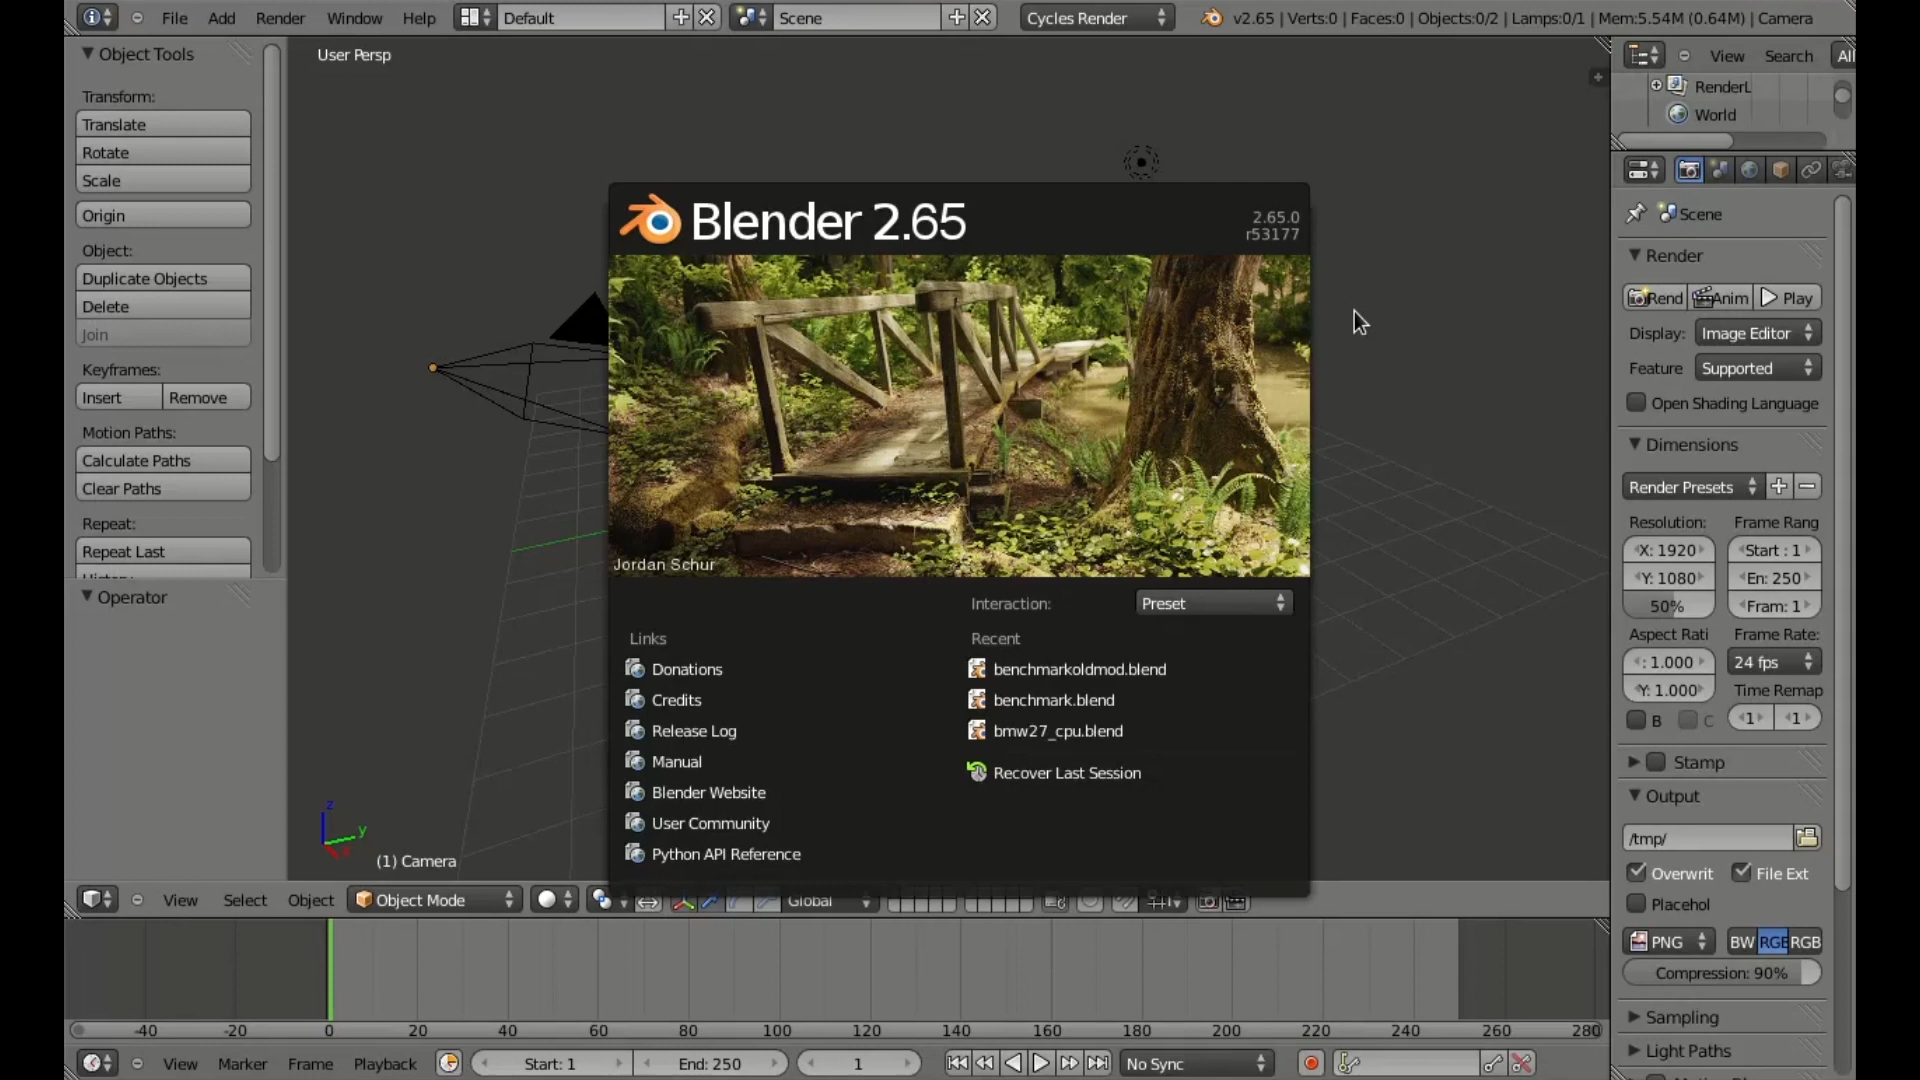 File Add Render Window Help Default Scene Cycles Render v2.65 | Verts:0 | Faces:0 | Objects:0/2 | Lamps:0/1 | Mem:5.54M (0.64M) | Camera
Object Tools
Transform:
Translate
Rotate
Scale
Origin
Object:
Duplicate Objects
Delete
Join
Keyframes:
Insert Remove
Motion Paths:
Calculate Paths
Clear Paths
Repeat:
Repeat Last
Operator
User Persp
Blender 2.65
2.65.0
r53177
Jordan Schur
Interaction: Preset
Links
Donations
Credits
Release Log
Manual
Blender Website
User Community
Python API Reference
Recent
benchmarkoldmod.blend
benchmark.blend
bmw27_cpu.blend
Recover Last Session
z
y
(1) Camera
View Select Object Object Mode Global
View Search All
RenderL
World
Scene
Render
Rend Anim Play
Display: Image Editor
Feature Supported
Open Shading Language
Dimensions
Render Presets
Resolution: Frame Rang
X: 1920 Start : 1
Y: 1080 En: 250
50% Fram: 1
Aspect Rati Frame Rate:
: 1.000 24 fps
Y: 1.000 Time Remap
B C 1 1
Stamp
Output
/tmp/
Overwrit File Ext
Placehol
PNG BW RGB RGB
Compression: 90%
Sampling
Light Paths
-40 -20 0 20 40 60 80 100 120 140 160 180 200 220 240 260 280
View Marker Frame Playback Start: 1 End: 250 1 No Sync